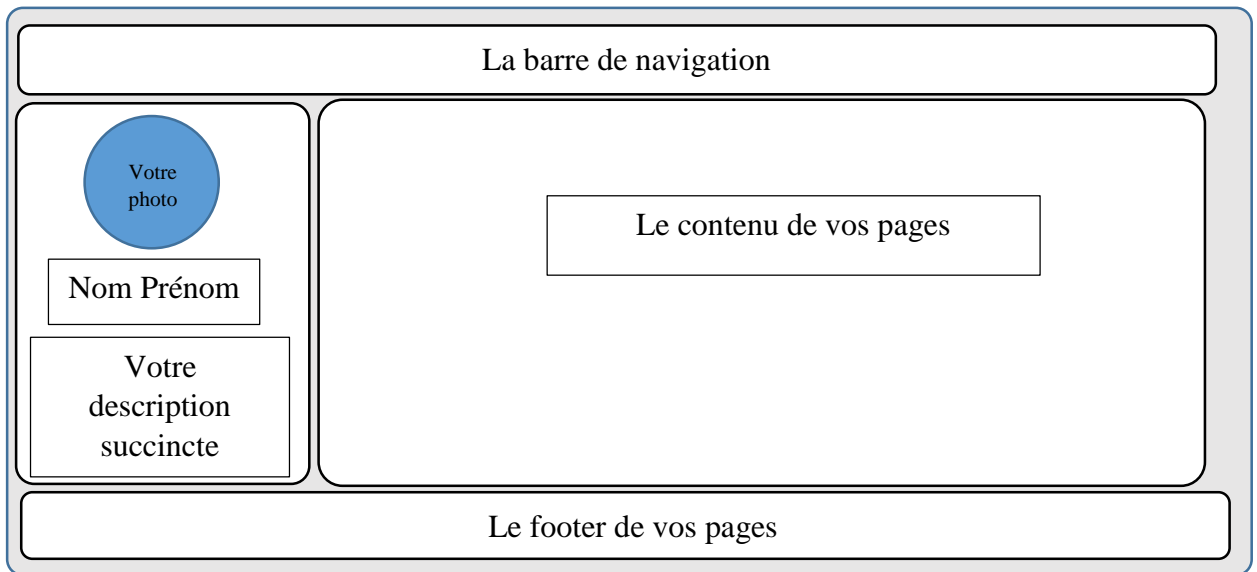 La barre de navigation
Votre
photo
Nom Prénom
Votre
description
succincte
Le contenu de vos pages
Le footer de vos pages